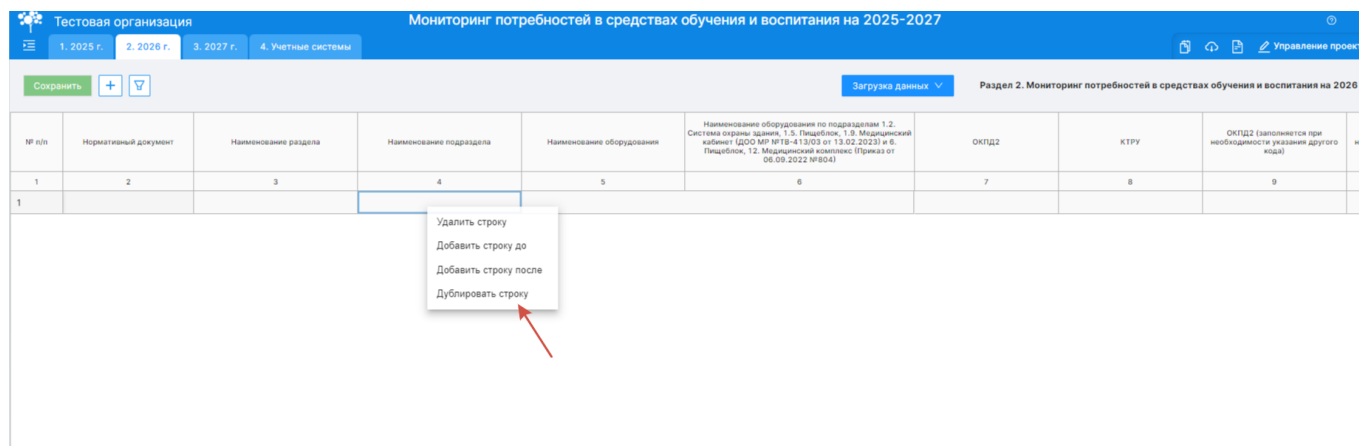 Тестовая организация
Мониторинг потребностей в средствах обучения и воспитания на 2025-2027
1. 2025 г.
2. 2026 г.
3. 2027 г.
4. Учетные системы
Управление проект
Сохранить
Загрузка данных
Раздел 2. Мониторинг потребностей в средствах обучения и воспитания на 2026
№ п/п
Нормативный документ
Наименование раздела
Наименование подраздела
Наименование оборудования
Наименование оборудования по подразделам 1.2.
Система охраны здания, 1.5. Пищеблок, 1.9. Медицинский
кабинет (ДОО МР №ТВ-413/03 от 13.02.2023) и 6.
Пищеблок, 12. Медицинский комплекс (Приказ от
06.09.2022 №804)
ОКПД2
КТРУ
ОКПД2 (заполняется при
необходимости указания другого
кода)
1
2
3
4
5
6
7
8
9
1
Удалить строку
Добавить строку до
Добавить строку после
Дублировать строку